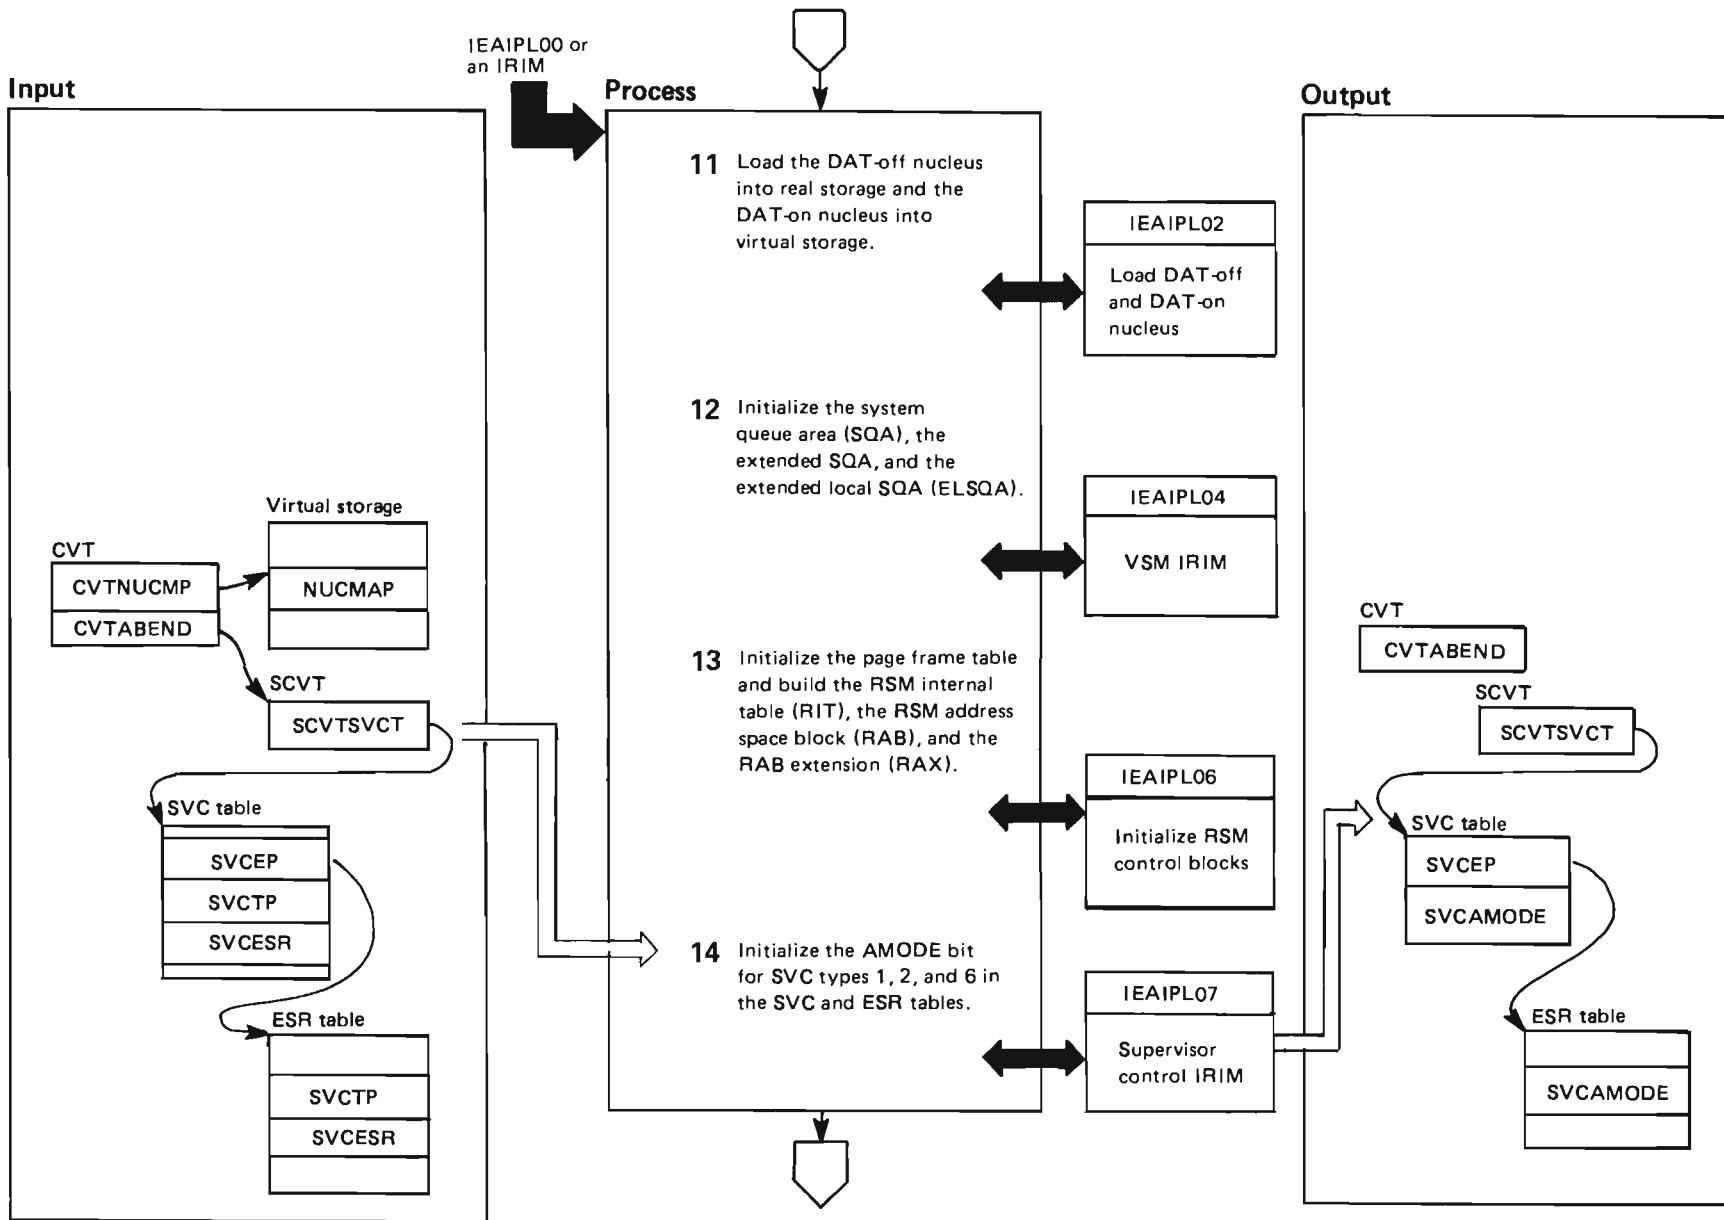 IEAIPL00 or
an IRIM
Input
Process
Output
11 Load the DAT-off nucleus
into real storage and the
DAT-on nucleus into
virtual storage.
IEAIPL02
Load DAT-off
and DAT-on
nucleus
12 Initialize the system
queue area (SQA), the
extended SQA, and the
extended local SQA (ELSQA).
IEAIPL04
VSM IRIM
Virtual storage
CVT
CVTNUCMP
NUCMAP
CVTABEND
SCVT
SCVTSVCT
13 Initialize the page frame table
and build the RSM internal
table (RIT), the RSM address
space block (RAB), and the
RAB extension (RAX).
IEAIPL06
Initialize RSM
control blocks
SVC table
SVCEP
SVCTP
SVCESR
ESR table
SVCTP
SVCESR
14 Initialize the AMODE bit
for SVC types 1, 2, and 6 in
the SVC and ESR tables.
IEAIPL07
Supervisor
control IRIM
CVT
CVTABEND
SCVT
SCVTSVCT
SVC table
SVCEP
SVCAMODE
ESR table
SVCAMODE